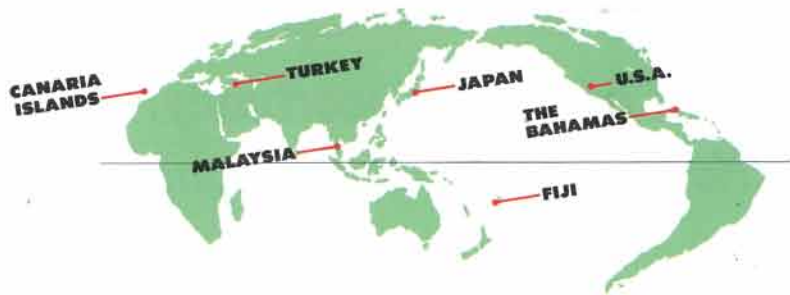 CANARIA
ISLANDS
TURKEY
JAPAN
U.S.A.
THE
BAHAMAS
MALAYSIA
FIJI